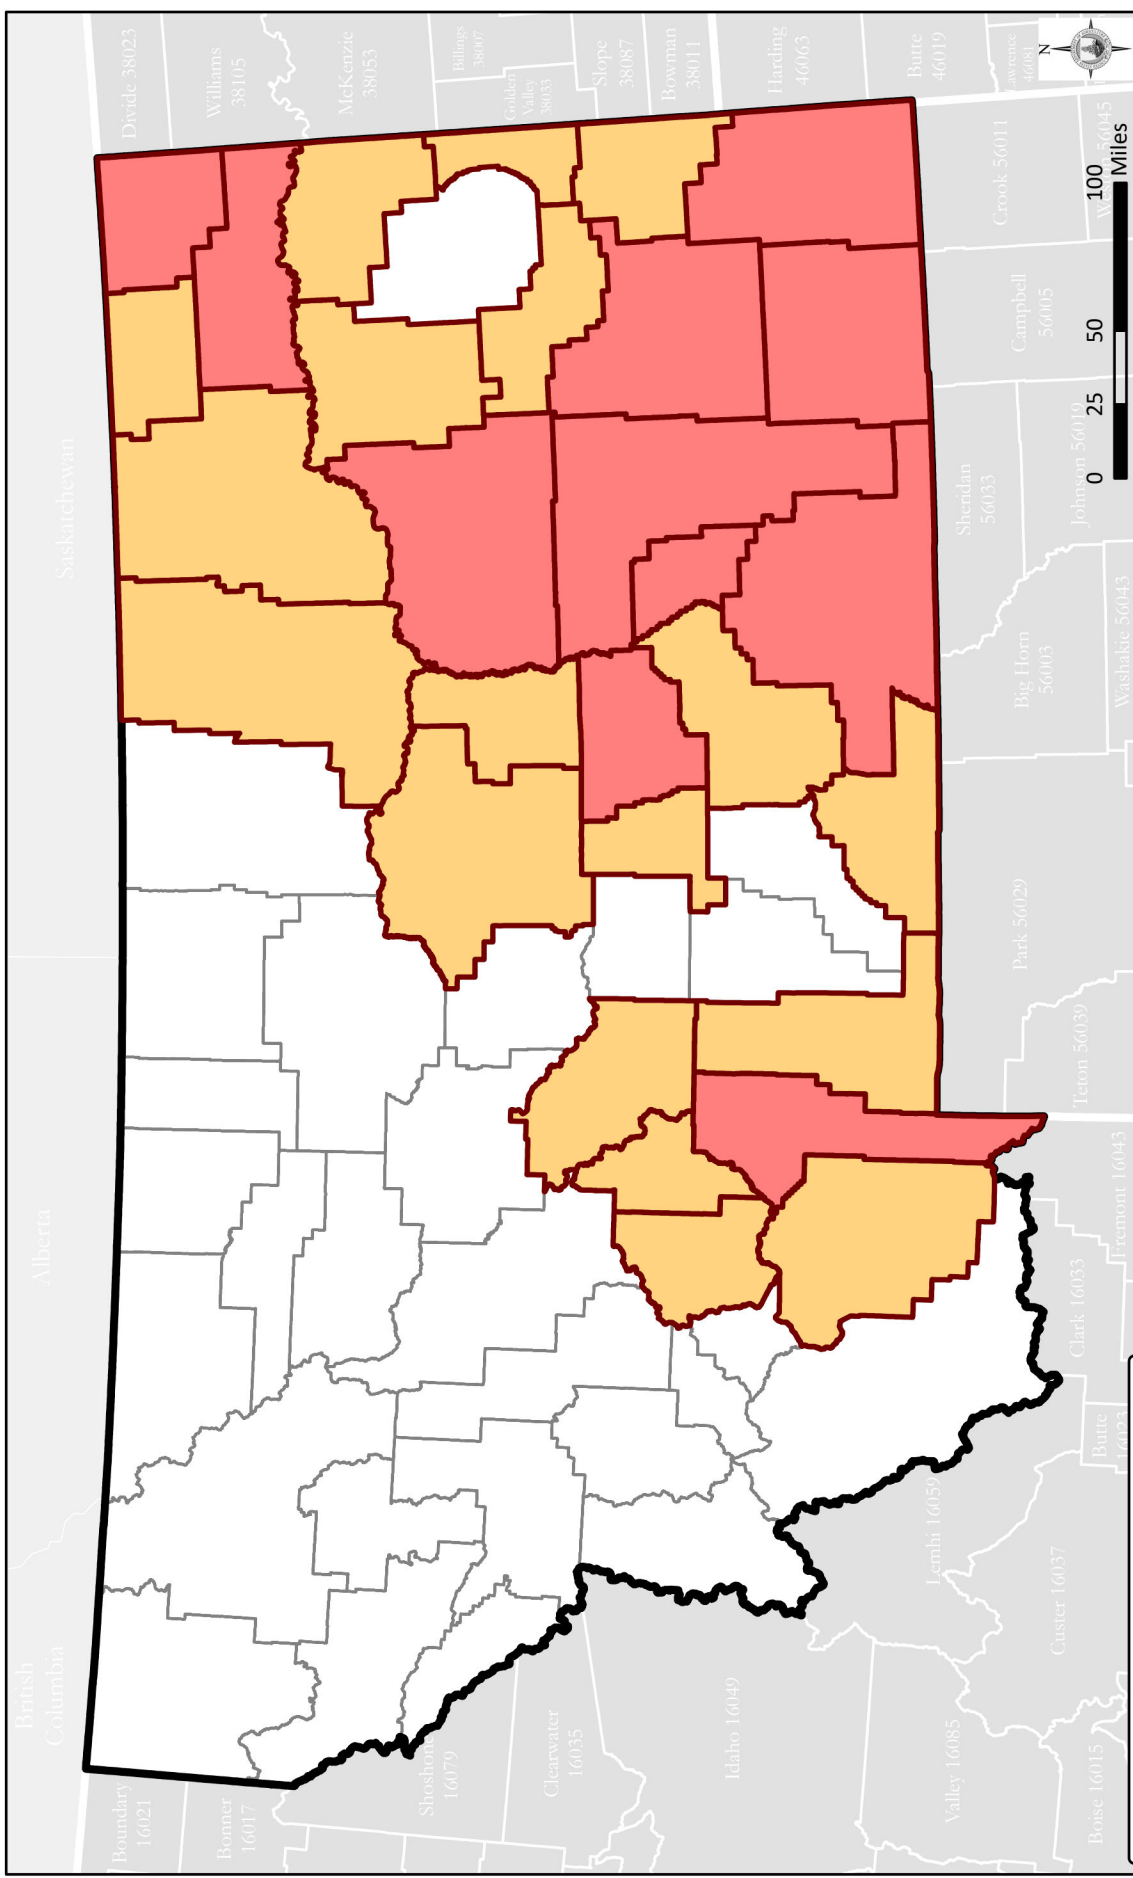 Saskatchewan
Alberta
British
Columbia
Divide 38023
Williams
38105
McKenzie
38053
Billings
38007
Golden
Valley
38033
Slope
38087
Bowman
38011
Harding
46063
Butte
46019
Lawrence
46081
N
Crook 56011
Weston 56045
Campbell
56005
Sheridan
56033
Johnson 56019
Big Horn
56003
Washakie 56043
Park 56029
Teton 56039
Fremont 16043
Clark 16033
Butte
16023
Lemhi 16059
Custer 16037
Boise 16015
Valley 16085
Idaho 16049
Clearwater
16035
Shoshone
16079
Bonner
16017
Boundary
16021
0 25 50 100
Miles